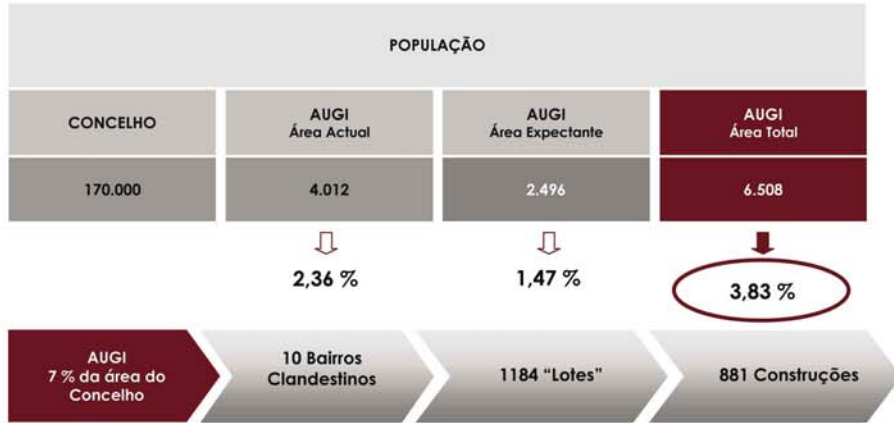 POPULAÇÃO
CONCELHO
AUGI
Área Actual
AUGI
Área Expectante
AUGI
Área Total
170.000
4.012
2.496
6.508
2,36 %
1,47 %
3,83 %
AUGI
7 % da área do
Concelho
10 Bairros
Clandestinos
1184 “Lotes”
881 Construções